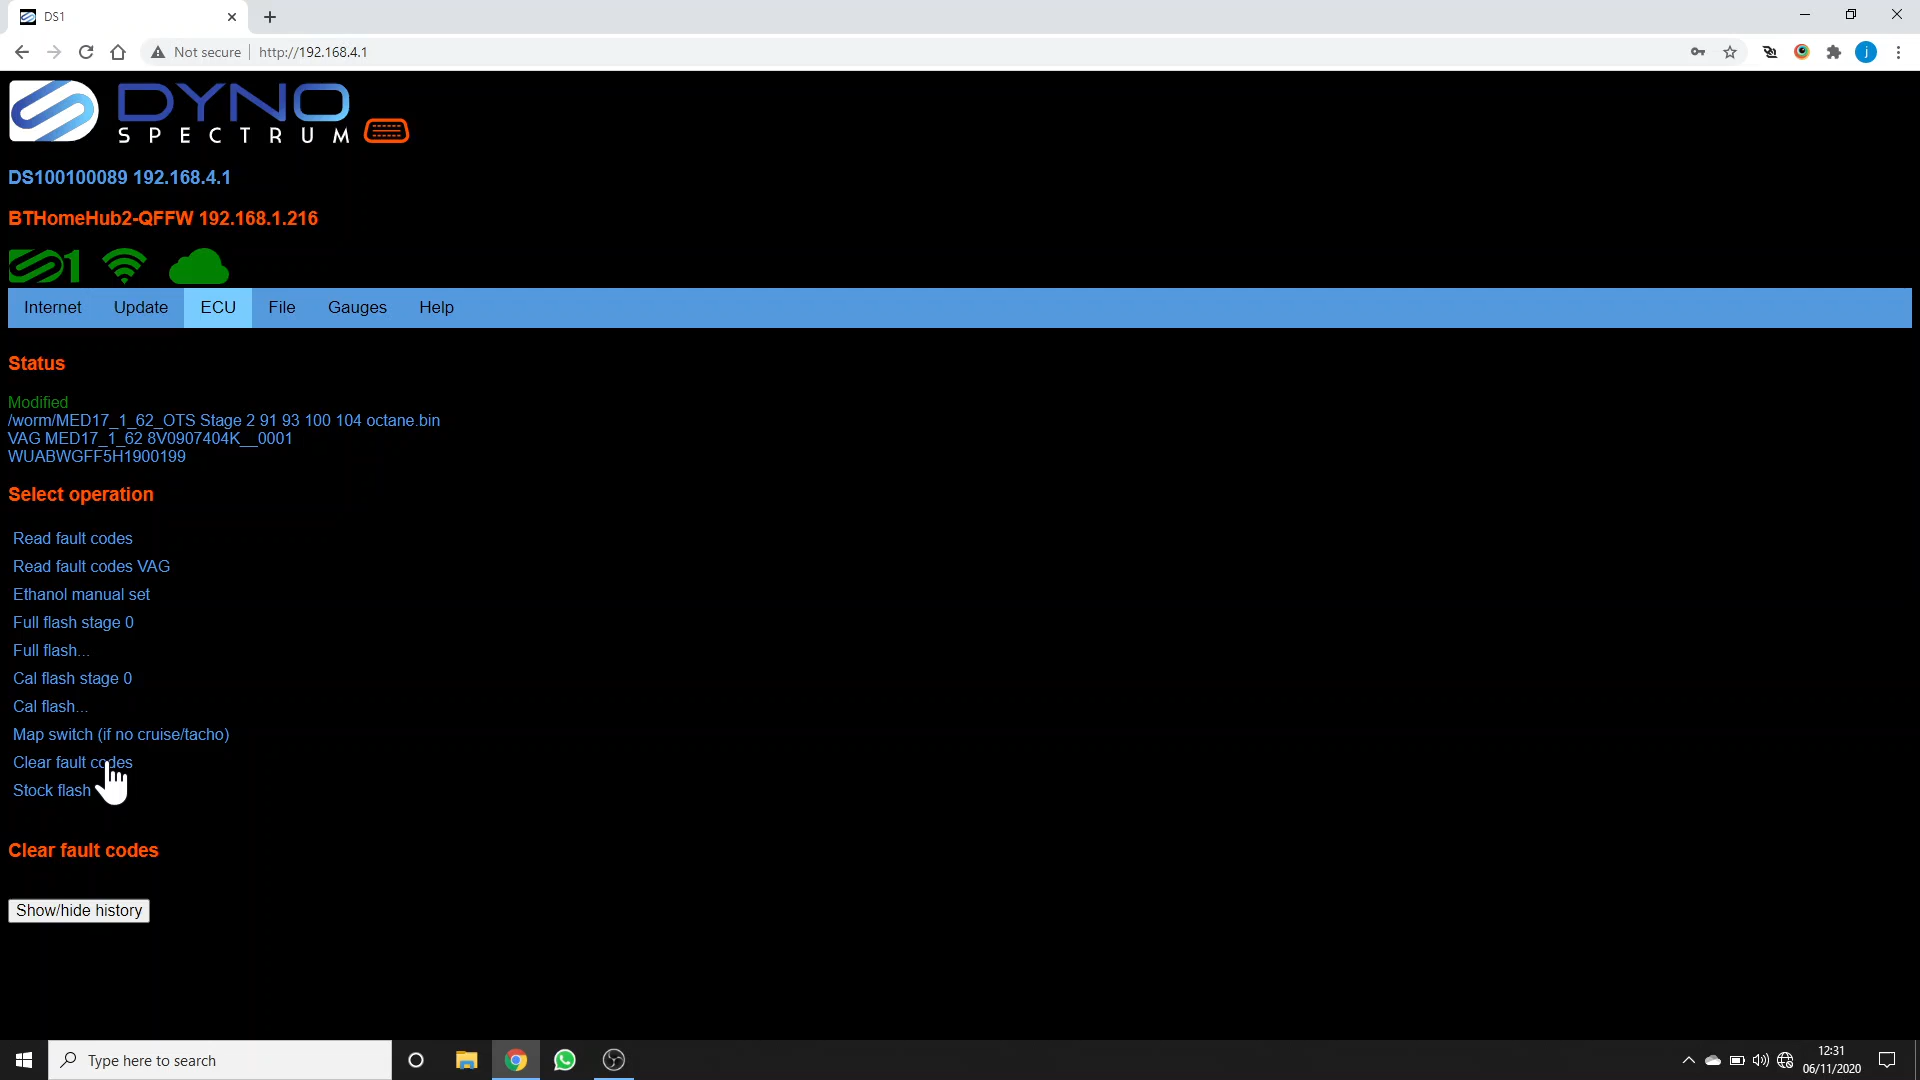 DS1
Not secure
http://192.168.4.1
j
DYNO
SPECTRUM
DS100100089 192.168.4.1
BTHomeHub2-QFFW 192.168.1.216
Internet Update ECU File Gauges Help
Status
Modified
/worm/MED17_1_62_OTS Stage 2 91 93 100 104 octane.bin
VAG MED17_1_62 8V0907404K__0001
WUABWGFF5H1900199
Select operation
Read fault codes
Read fault codes VAG
Ethanol manual set
Full flash stage 0
Full flash...
Cal flash stage 0
Cal flash...
Map switch (if no cruise/tacho)
Clear fault codes
Stock flash
Clear fault codes
Show/hide history
Type here to search
12:31
06/11/2020